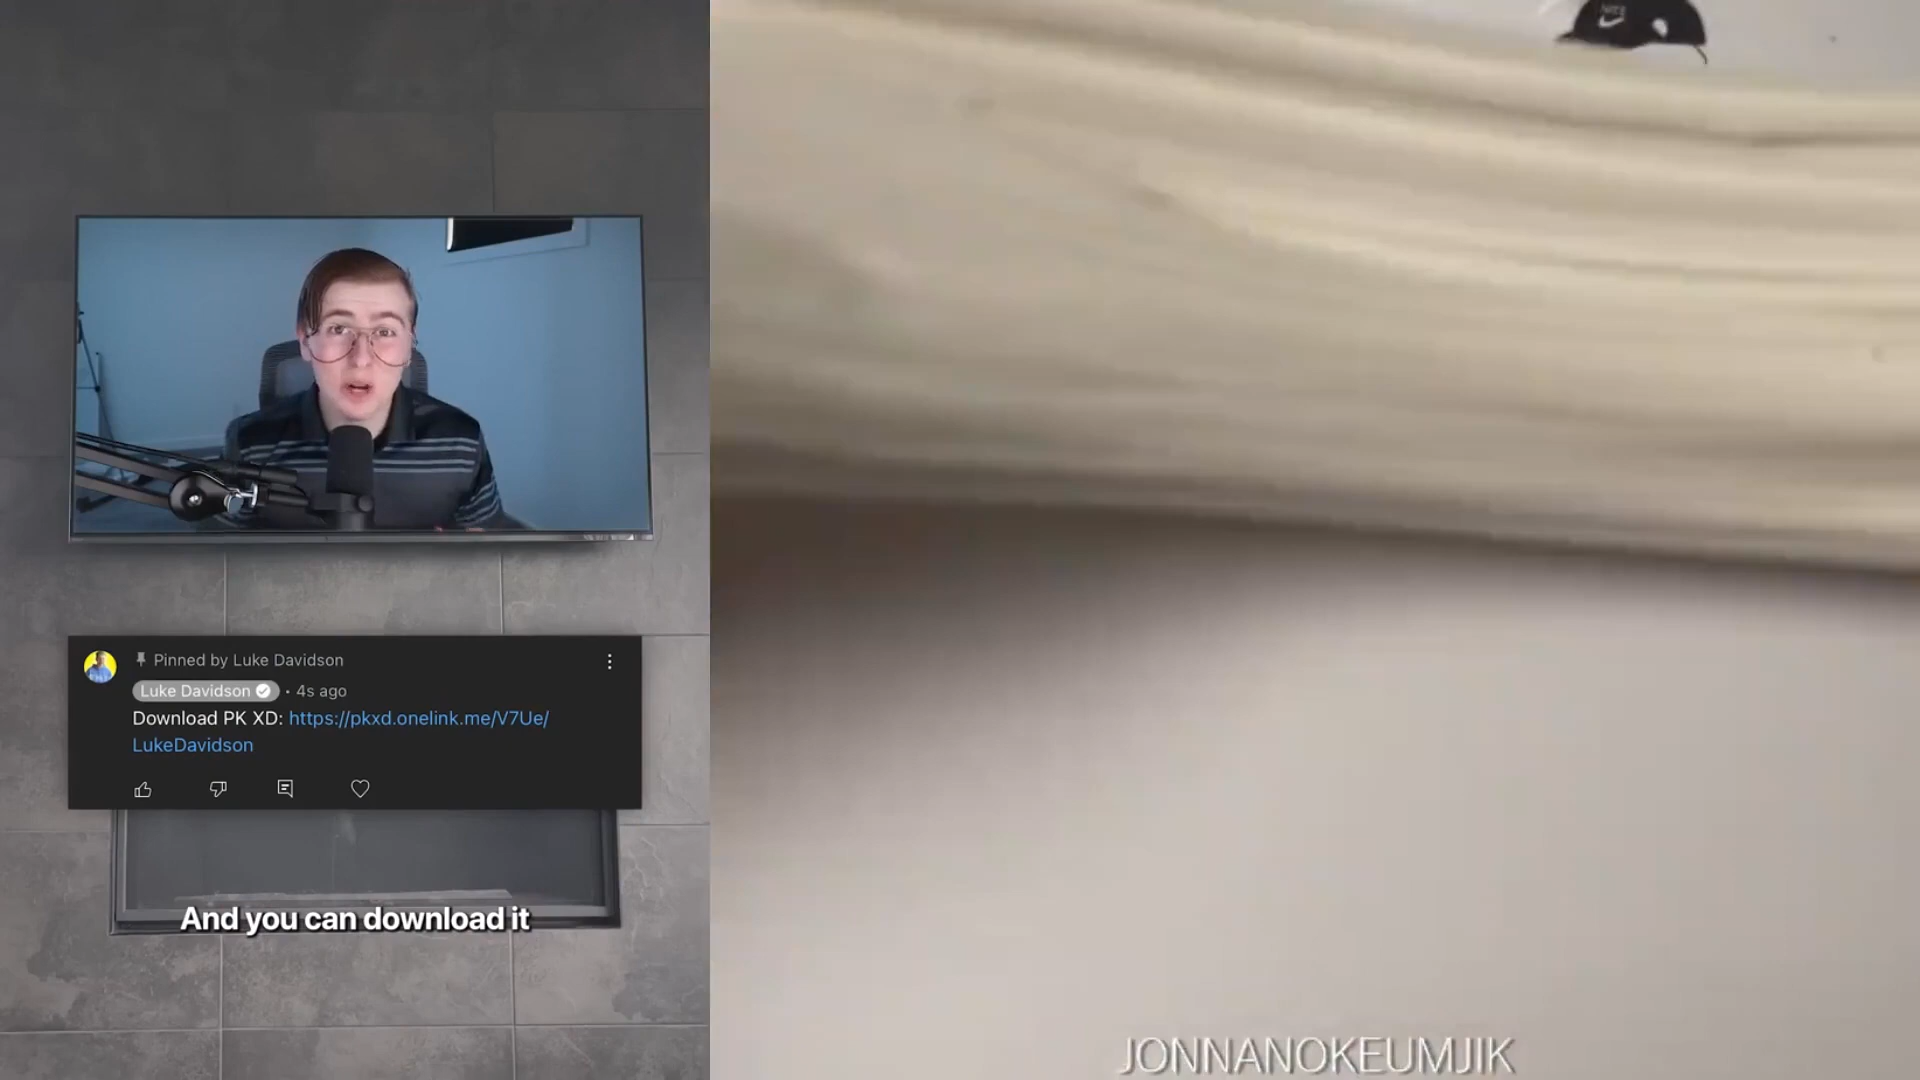 Pinned by Luke Davidson
Luke Davidson • 4s ago
Download PK XD: https://pkxd.onelink.me/V7Ue/
LukeDavidson
And you can download it
JONNANOKEUMJIK